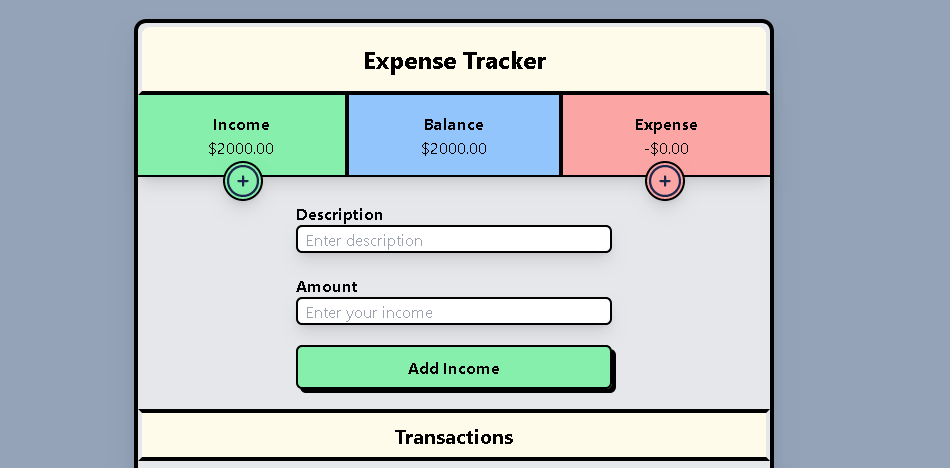 Expense Tracker
Income Balance Expense
$2000.00 $2000.00 -$0.00
+ +
Description
Enter description
Amount
Enter your income
Add Income
Transactions